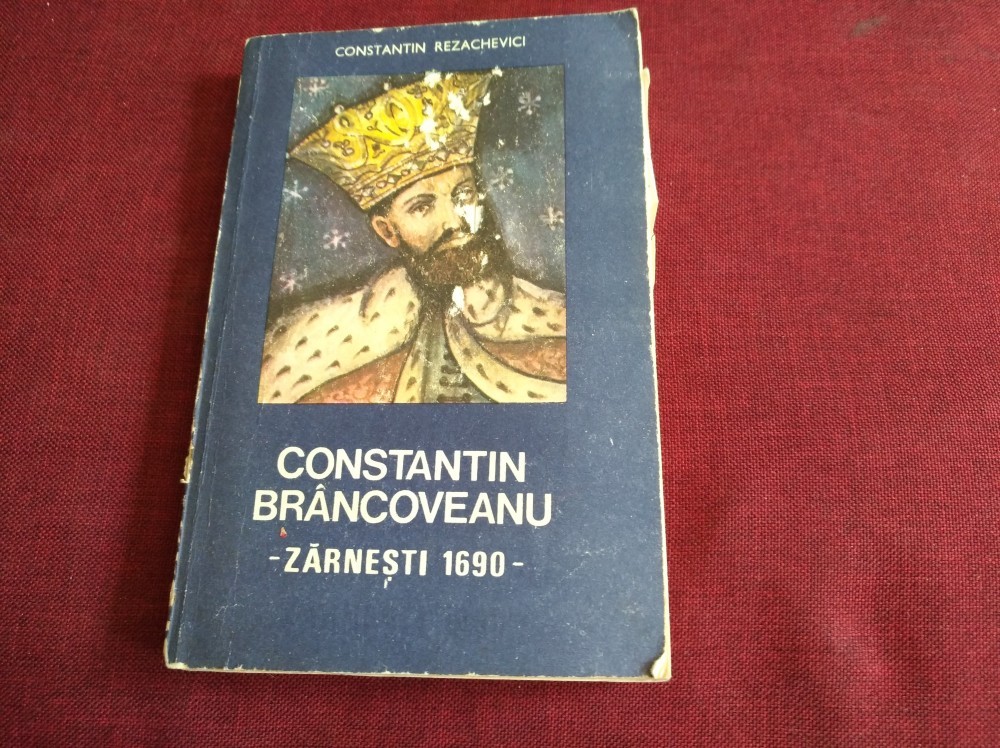 CONSTANTIN REZACHEVICI
CONSTANTIN
BRÂNCOVEANU
- ZĂRNEȘTI 1690 -